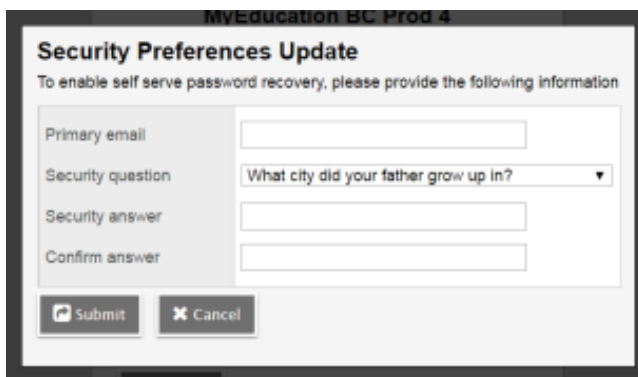 MyEducation BC Prod 4
Security Preferences Update
To enable self serve password recovery, please provide the following information
Primary email
Security question What city did your father grow up in?
Security answer
Confirm answer
Submit Cancel